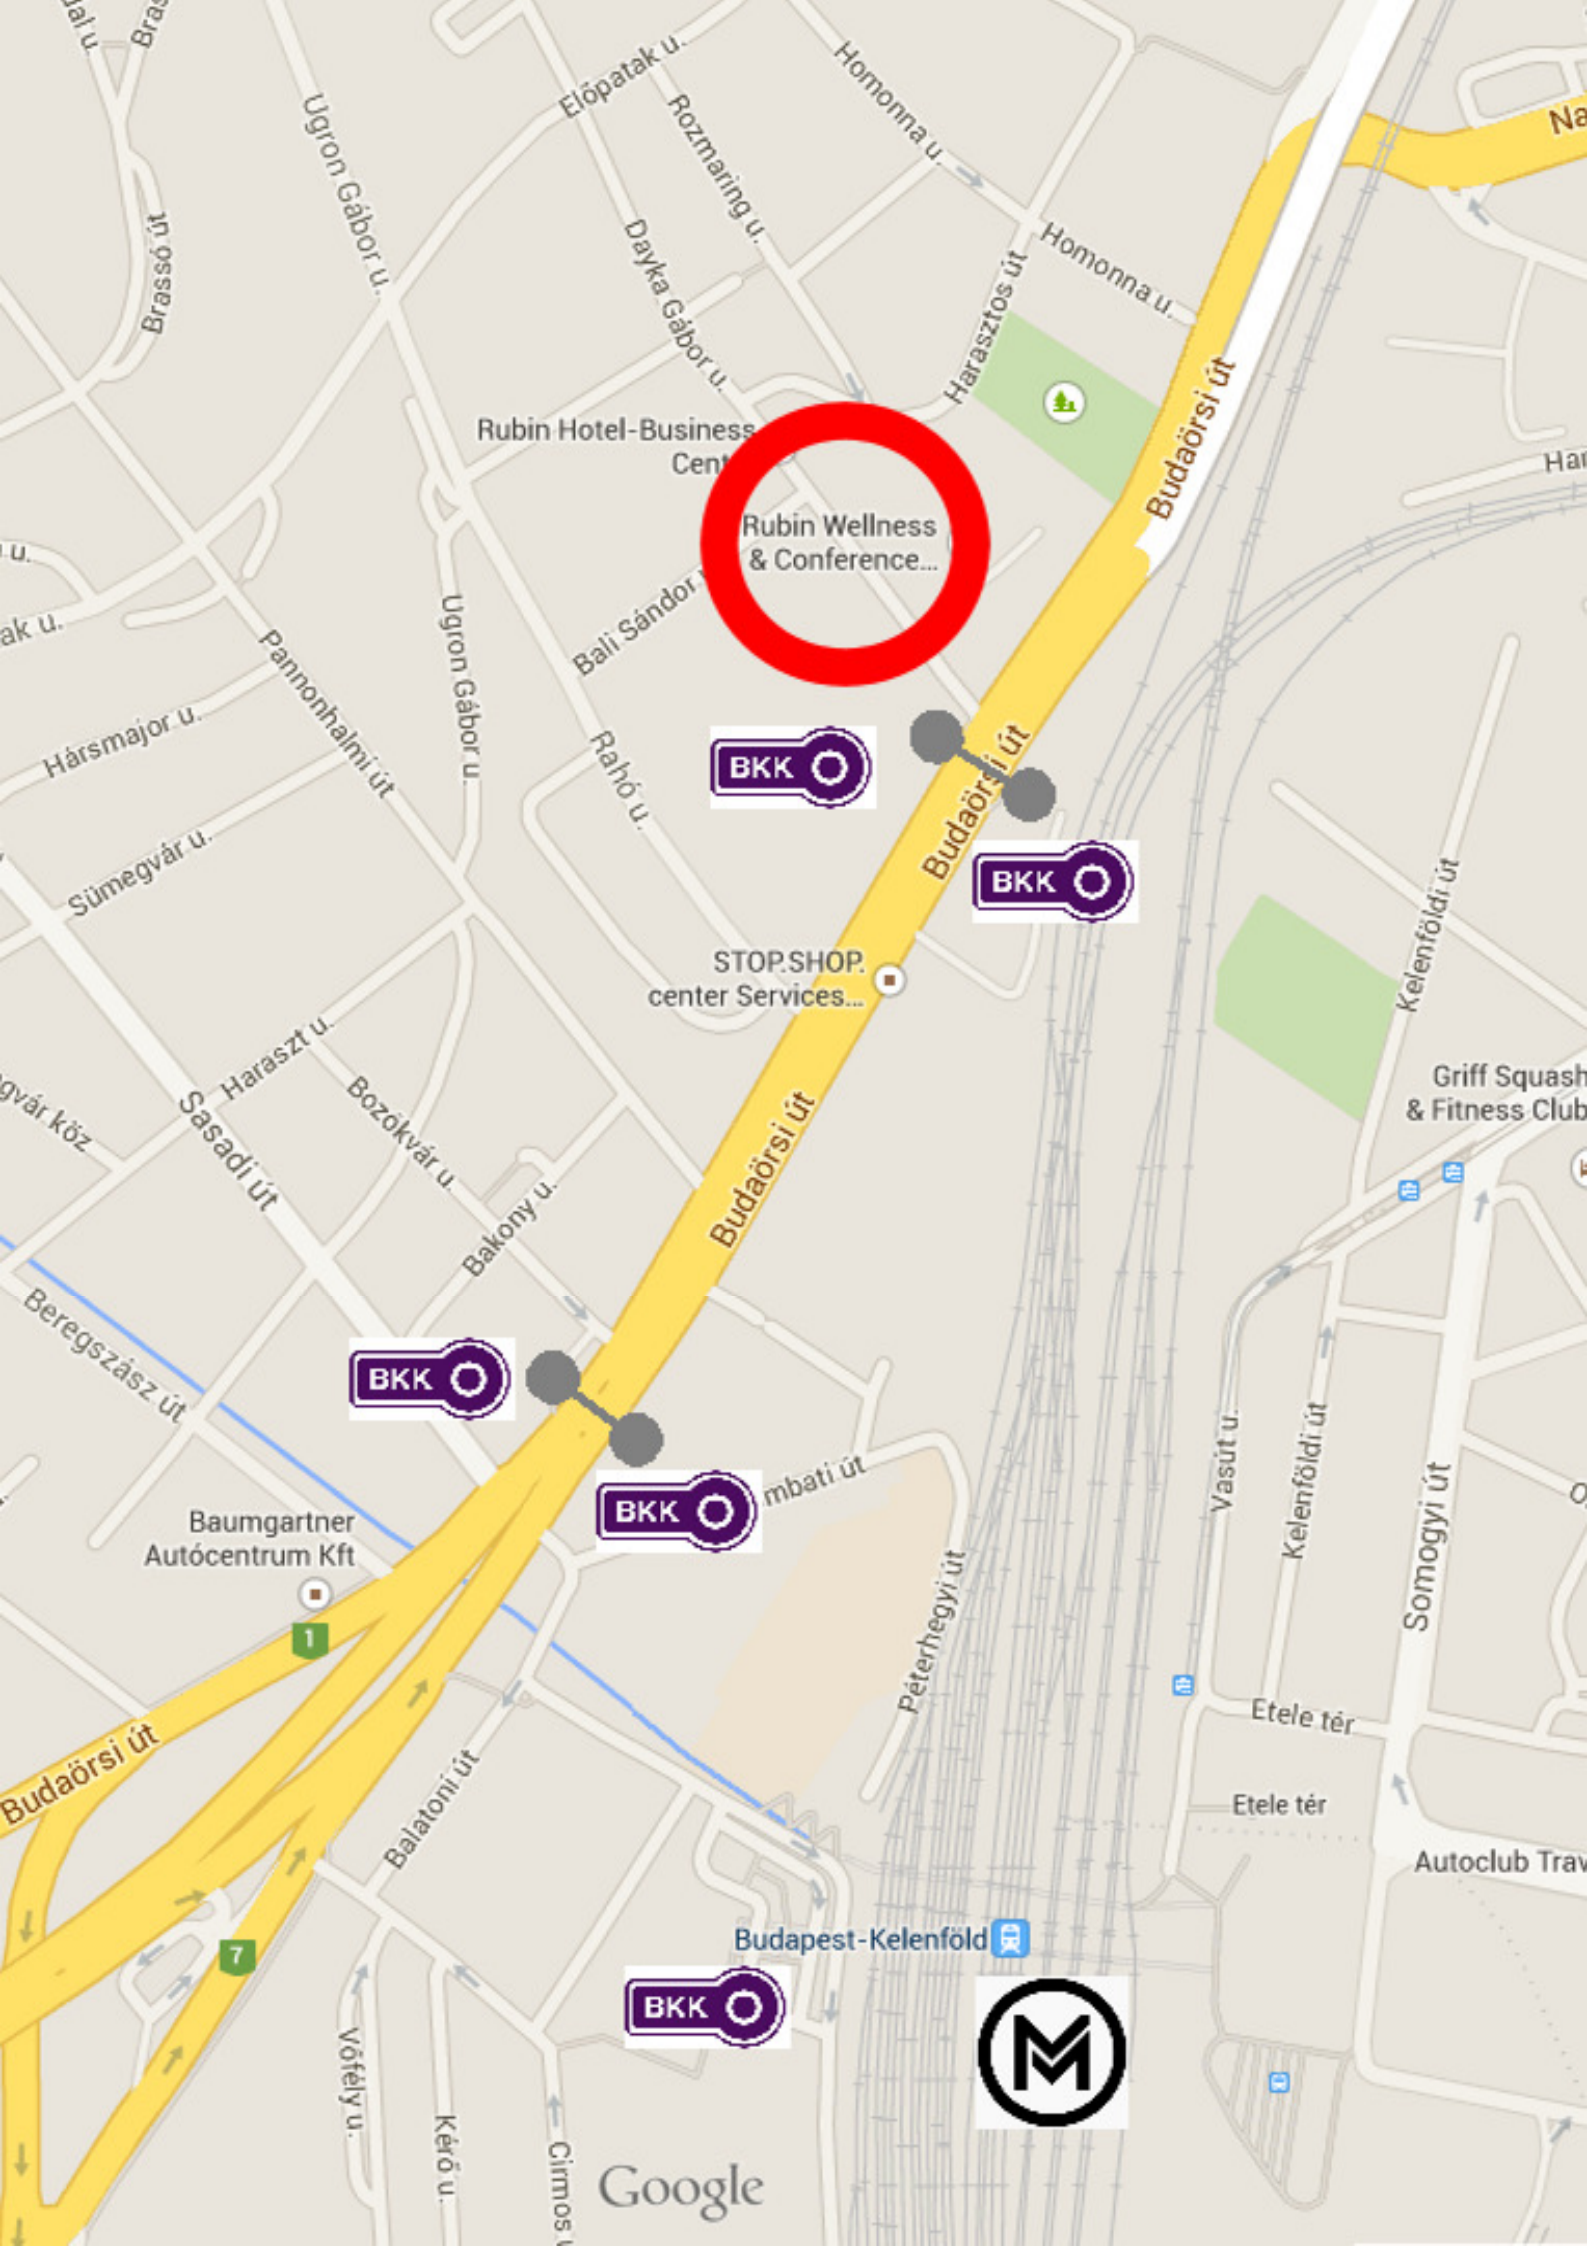 Brassó út
Ugron Gábor u.
Előpatak u.
Rozmaring u.
Homonna u.
Dayka Gábor u.
Homonna u.
Harasztos út
Budaörsi út
Rubin Hotel-Business
Rubin Wellness
& Conference...
Bali Sándor
Ugron Gábor u.
Pannonhalmi út
Hársmajor u.
Rahó u.
BKK
Budaörsi út
BKK
Sümegvár u.
Kelenföldi út
STOP.SHOP.
center Services...
Haraszt u.
Bozókvár u.
Sasadi út
Griff Squash
& Fitness Club
Budaörsi út
Bakony u.
Beregszász út
BKK
BKK
Vasút u.
Kelenföldi út
Somogyi út
Baumgartner
Autócentrum Kft
1
Péterhegyi út
Etele tér
Budaörsi út
Balatoni út
Etele tér
Autoclub Trav
7
Budapest-Kelenföld
BKK
M
Vőfély u.
Kérő u.
Cirmos
Google